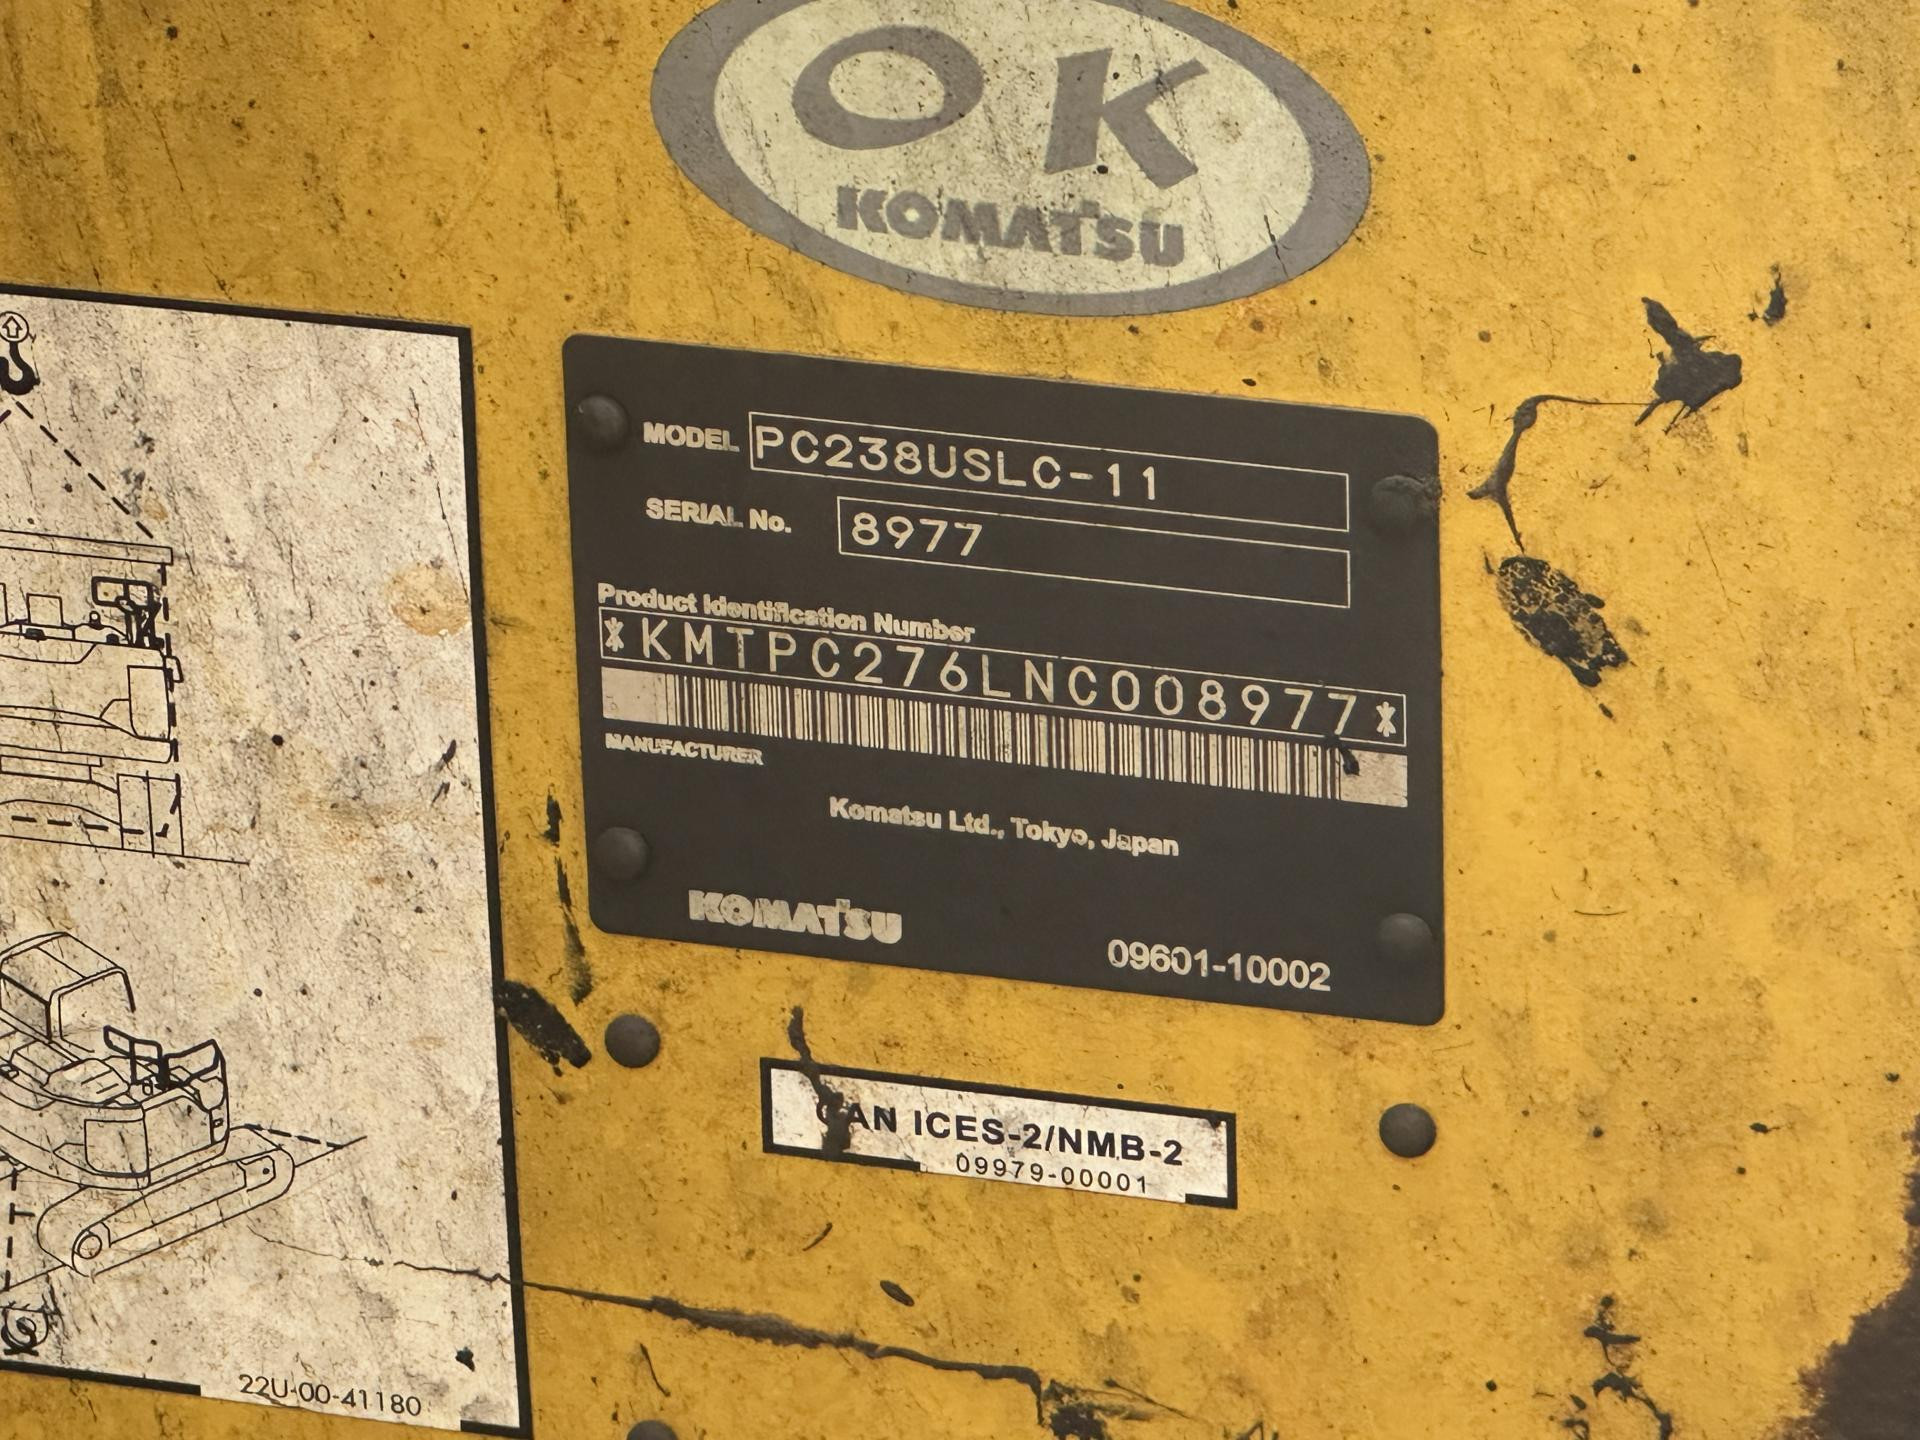 OK
KOMATSU
MODEL PC238USLC-11
SERIAL No. 8977
Product Identification Number
*KMTPC276LNC008977*
MANUFACTURER
Komatsu Ltd., Tokyo, Japan
KOMATSU
09601-10002
CAN ICES-2/NMB-2
09979-00001
22U-00-41180